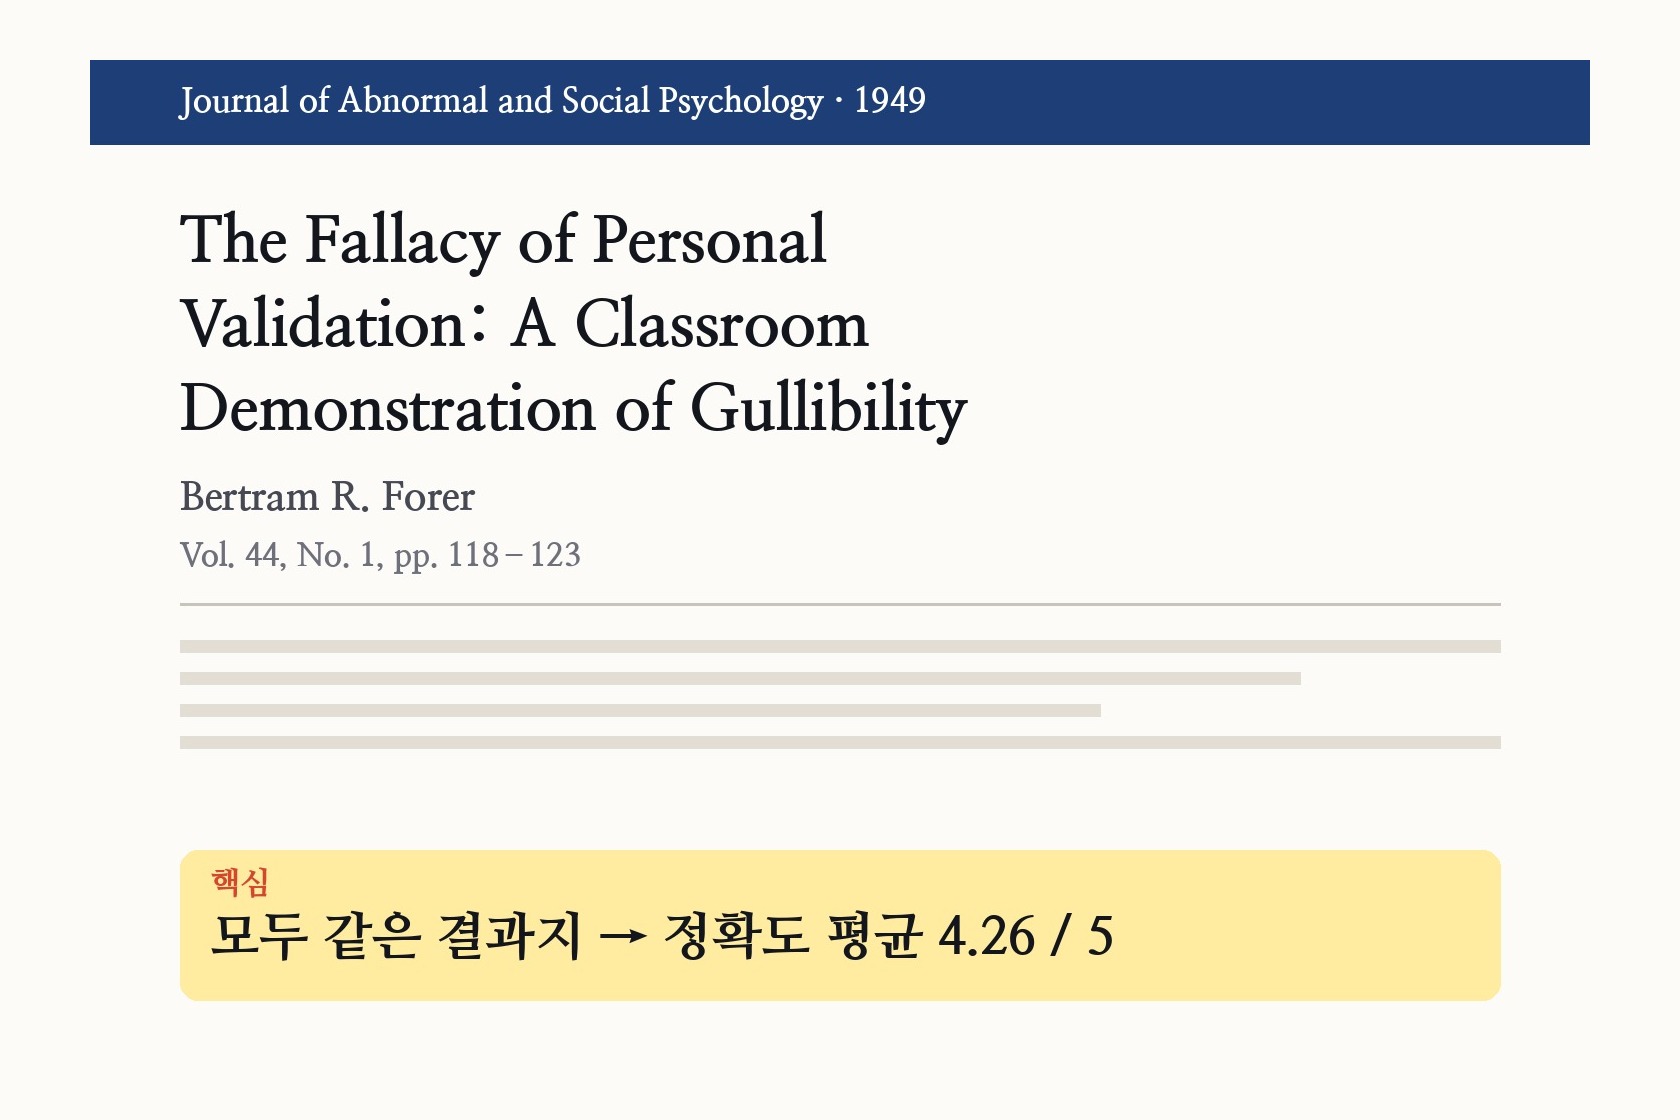 Journal of Abnormal and Social Psychology · 1949
The Fallacy of Personal
Validation: A Classroom
Demonstration of Gullibility
Bertram R. Forer
Vol. 44, No. 1, pp. 118–123
핵심
모두 같은 결과지 → 정확도 평균 4.26 / 5